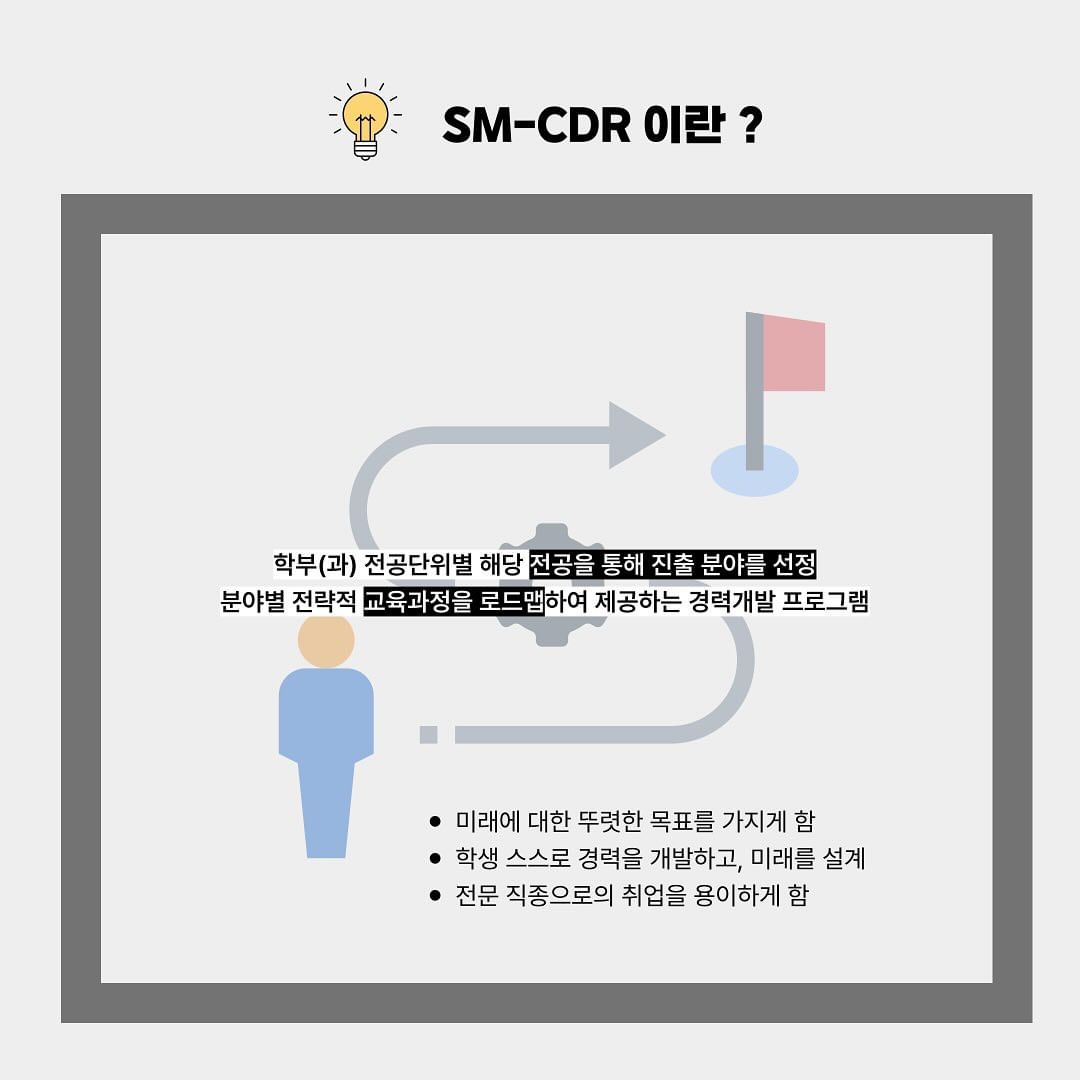 SM-CDR 이란 ?
학부(과) 전공단위별 해당 전공을 통해 진출 분야를 선정
분야별 전략적 교육과정을 로드맵하여 제공하는 경력개발 프로그램
• 미래에 대한 뚜렷한 목표를 가지게 함
• 학생 스스로 경력을 개발하고, 미래를 설계
• 전문 직종으로의 취업을 용이하게 함